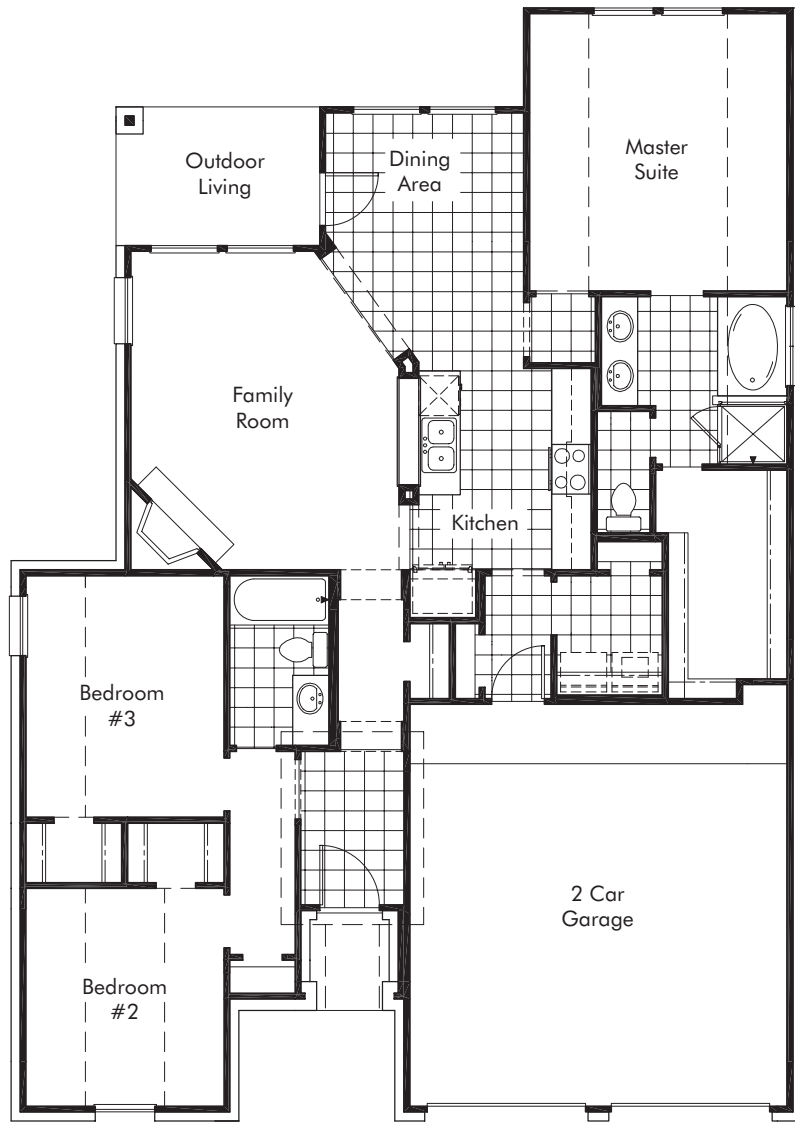 Outdoor
Living
Dining
Area
Master
Suite
Family
Room
Kitchen
Bedroom
#3
2 Car
Garage
Bedroom
#2